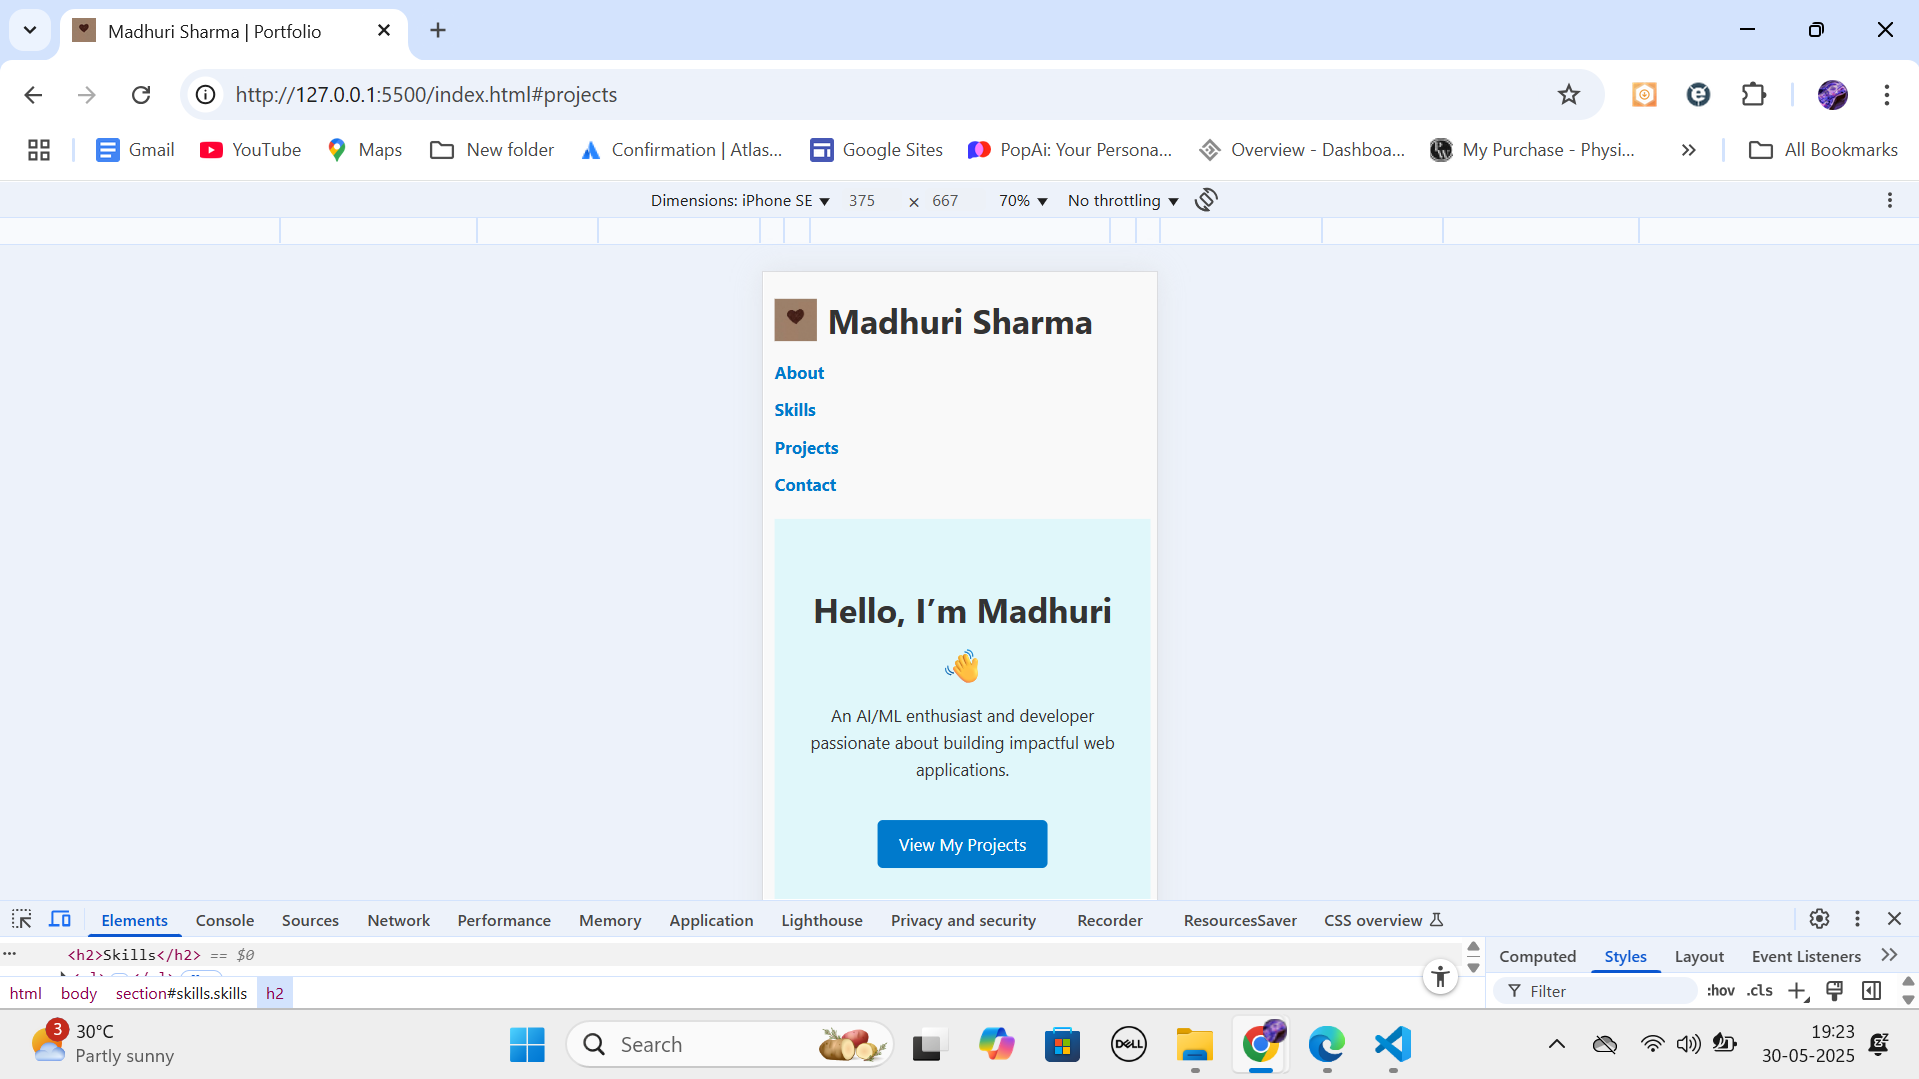 Madhuri Sharma | Portfolio
http://127.0.0.1:5500/index.html#projects
Gmail
YouTube
Maps
New folder
Confirmation | Atlas...
Google Sites
PopAi: Your Persona...
Overview - Dashboa...
My Purchase - Physi...
All Bookmarks
Dimensions: iPhone SE 375 × 667 70% No throttling
Madhuri Sharma
About
Skills
Projects
Contact
Hello, I’m Madhuri
👋
An AI/ML enthusiast and developer
passionate about building impactful web
applications.
View My Projects
Elements Console Sources Network Performance Memory Application Lighthouse Privacy and security Recorder ResourcesSaver CSS overview
... <h2>Skills</h2> == $0
Computed Styles Layout Event Listeners
html body section#skills.skills h2
Filter :hov .cls
3
30°C
Partly sunny
Search
DELL
19:23
30-05-2025